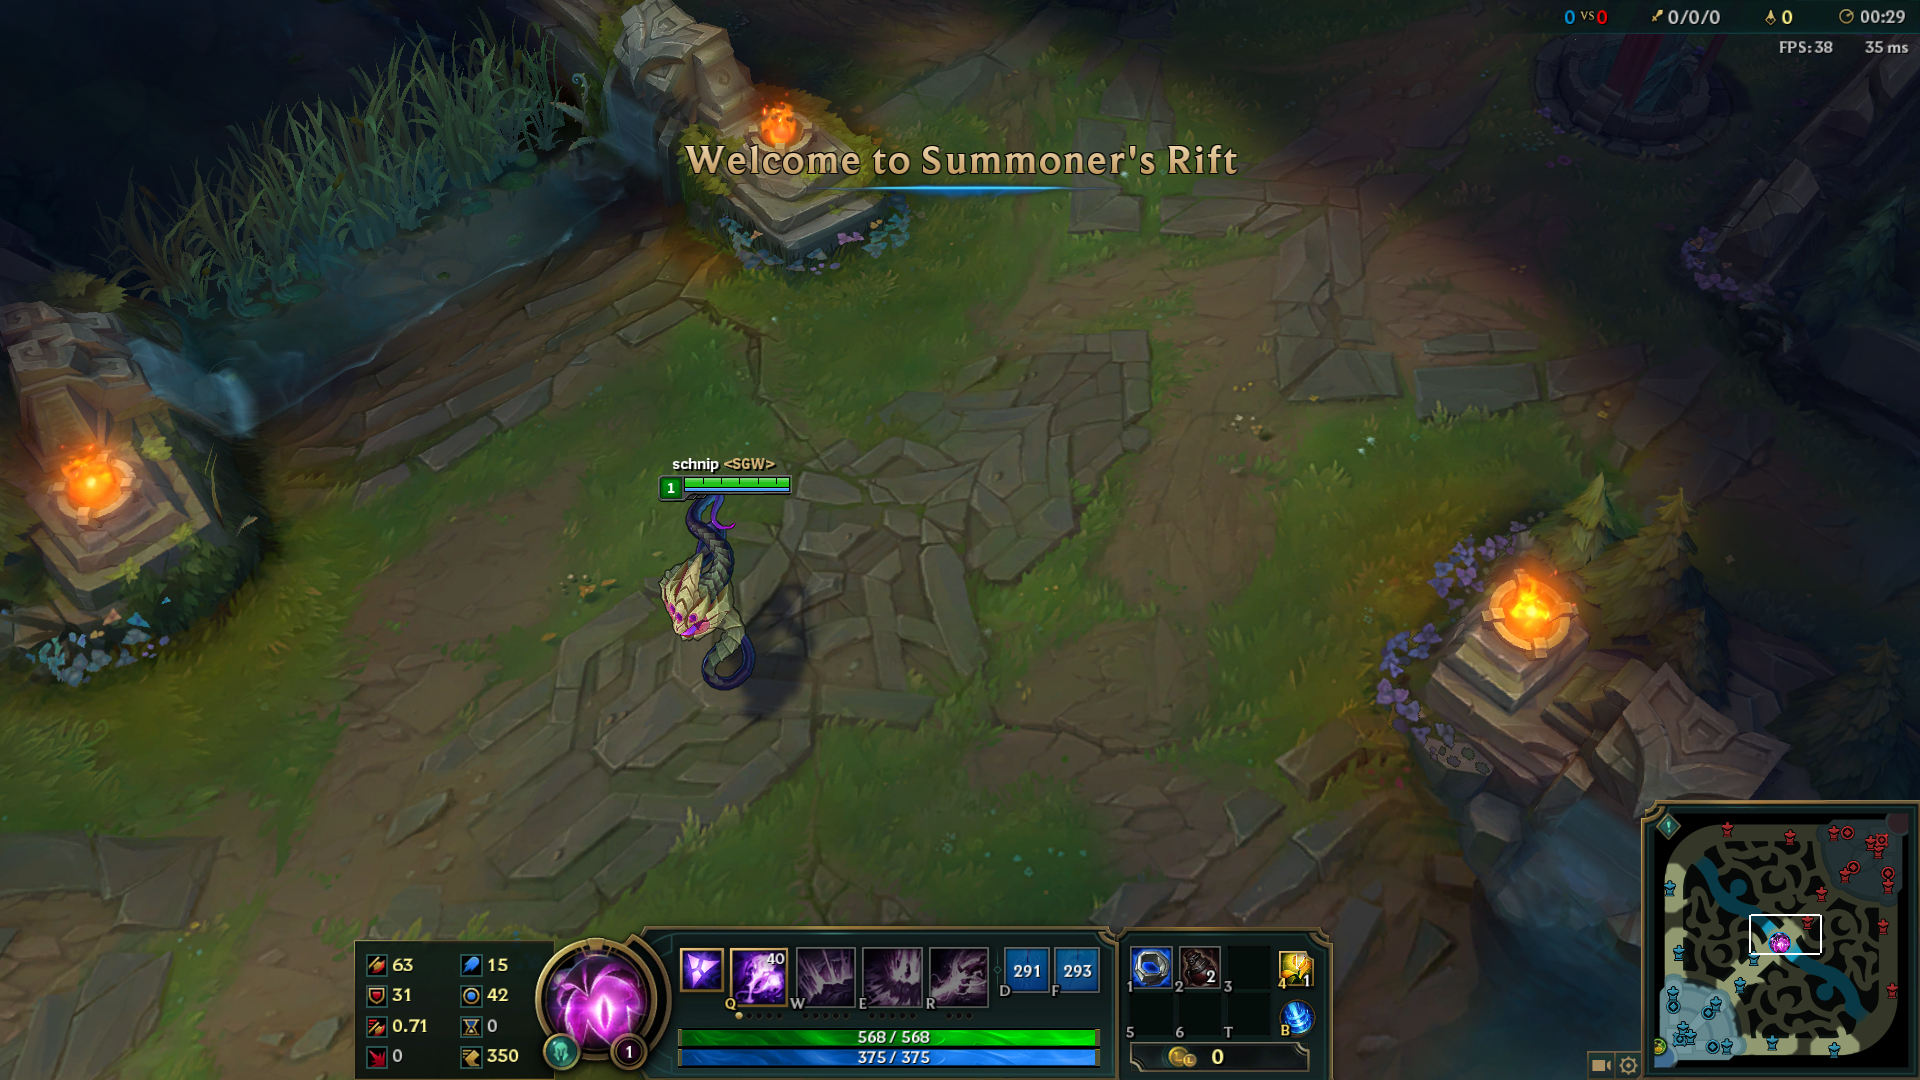 0 VS 0 0/0/0 0 00:29
FPS: 38 35 ms
Welcome to Summoner's Rift
schnip <SGW>
1
63 15
31 42
0.71 0
0 350
1
40
Q W E R
291 293
D F
568 / 568
375 / 375
1 2 2 3 4 1
5 6 T B
0